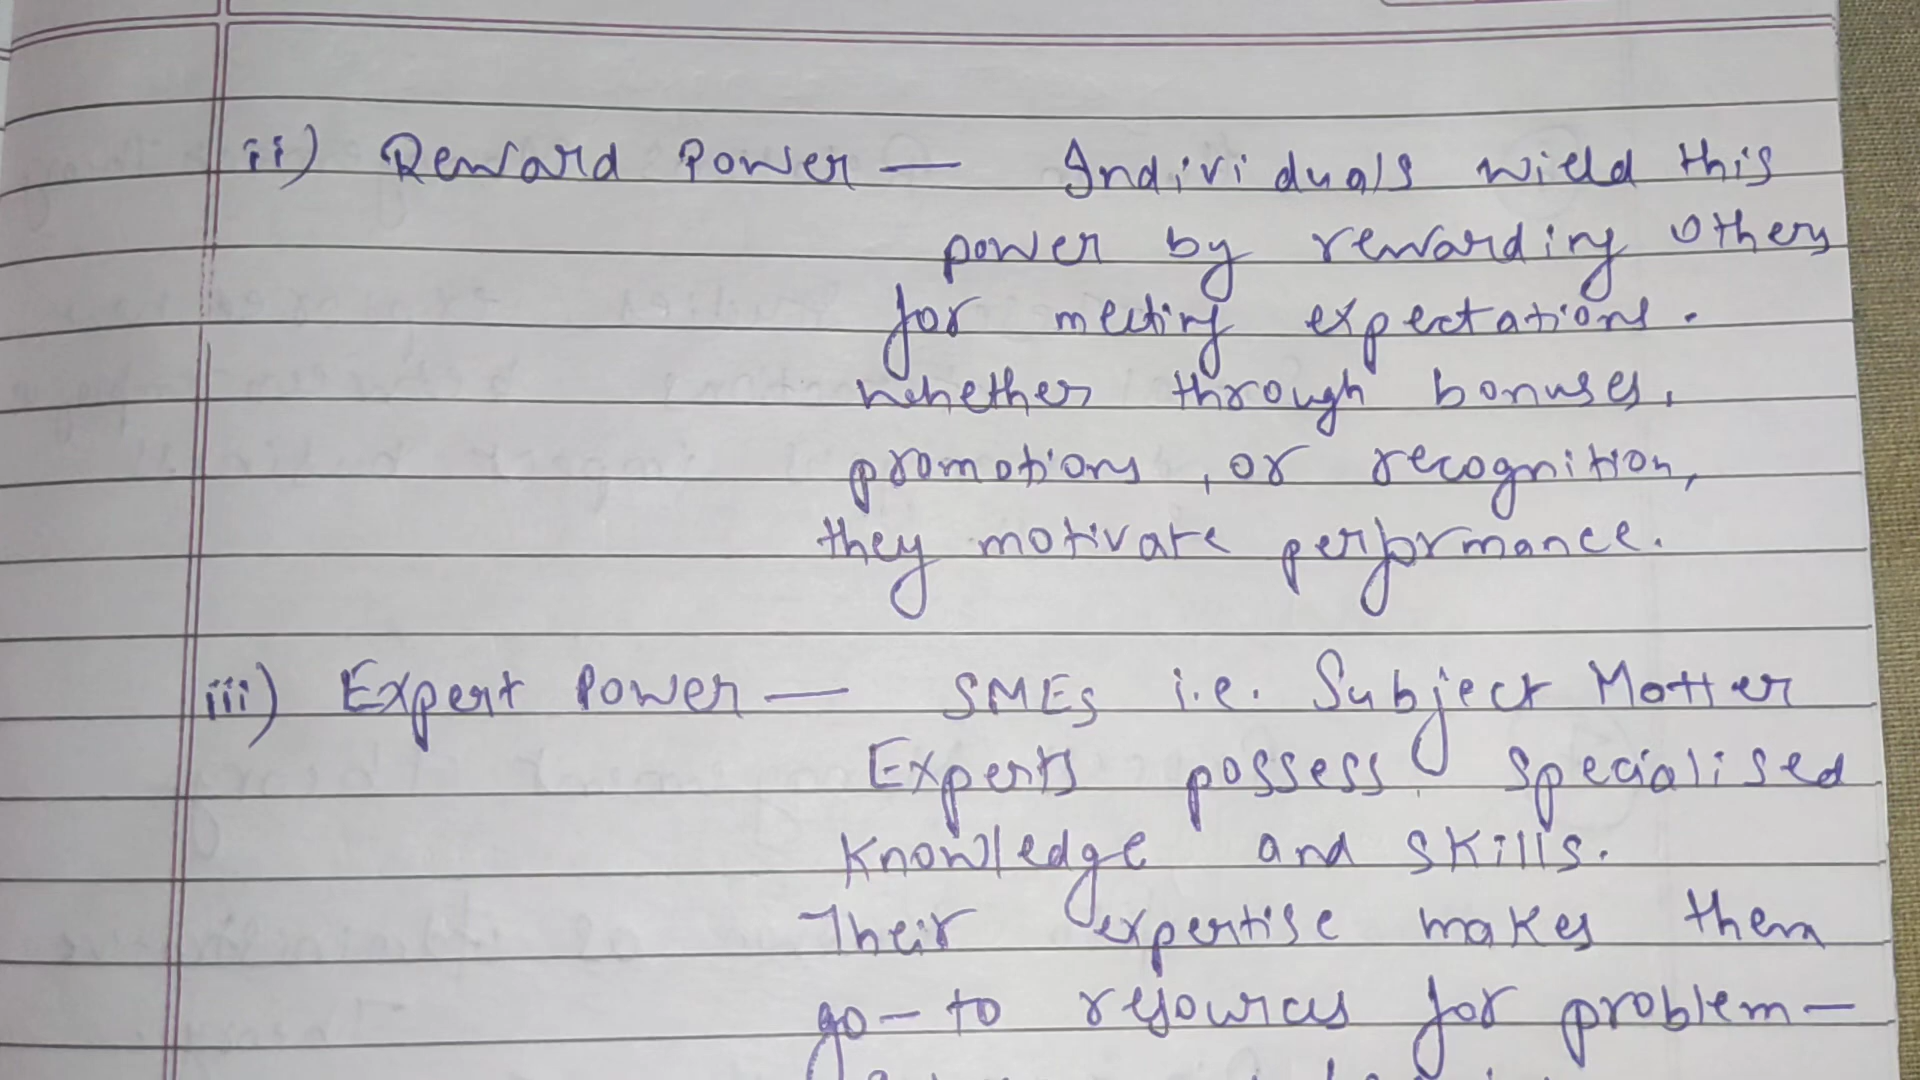 ii) Reward Power — Individuals wield this
power by rewarding others
for meeting expectations.
whether through bonuses,
promotions, or recognition,
they motivate performance.
iii) Expert Power — SMEs i.e. Subject Matter
Experts possess specialised
Knowledge and skills.
Their expertise makes them
go-to resources for problem-